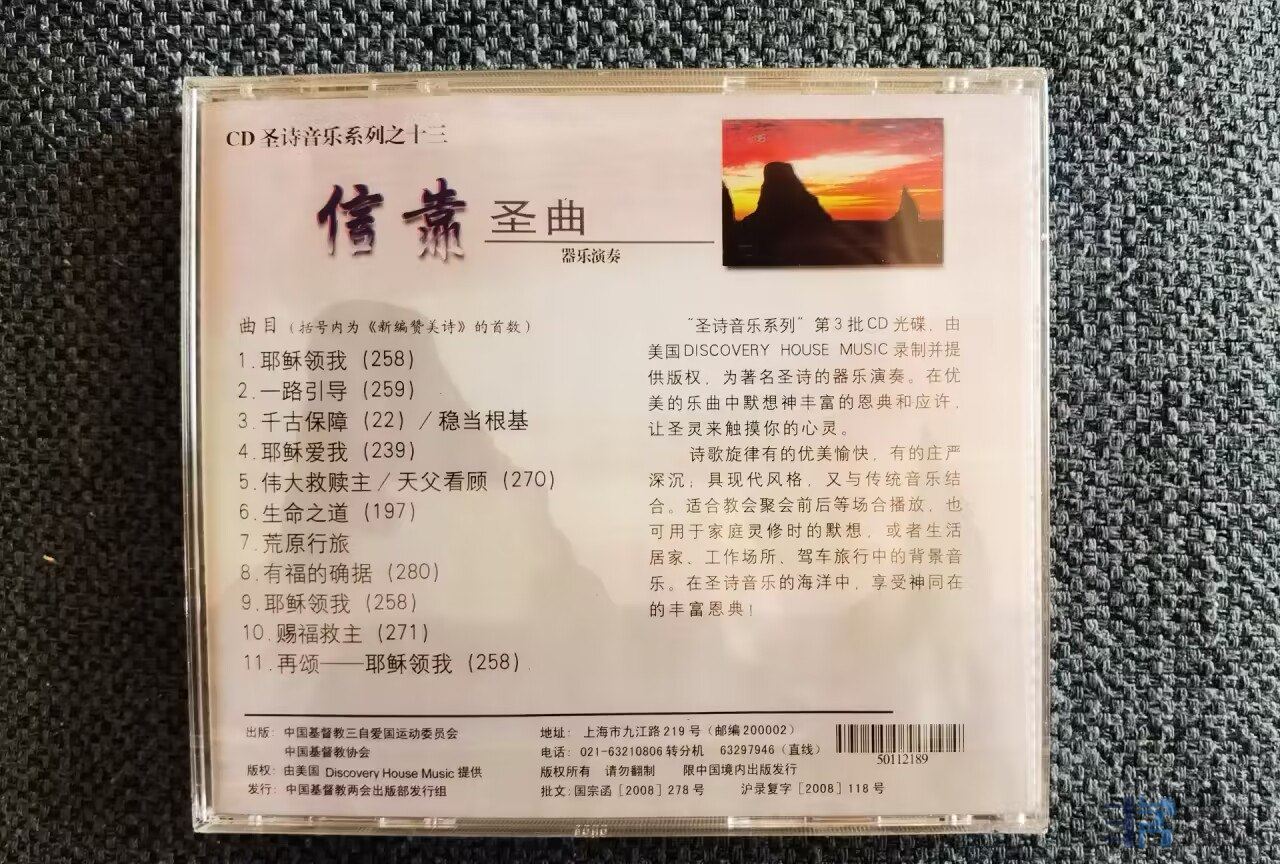 CD 圣诗音乐系列之十三
信靠 圣曲
器乐演奏
曲目（括号内为《新编赞美诗》的首数）
1.耶稣领我（258）
2.一路引导（259）
3.千古保障（22）/ 稳当根基
4.耶稣爱我（239）
5.伟大救赎主/天父看顾（270）
6.生命之道（197）
7.荒原行旅
8.有福的确据（280）
9.耶稣领我（258）
10.赐福救主（271）
11.再颂——耶稣领我（258）.
“圣诗音乐系列”第3批CD光碟，由
美国DISCOVERY HOUSE MUSIC录制并提
供版权，为著名圣诗的器乐演奏。在优
美的乐曲中默想神丰富的恩典和应许，
让圣灵来触摸你的心灵。
诗歌旋律有的优美愉快，有的庄严
深沉；具现代风格，又与传统音乐结
合。适合教会聚会前后等场合播放，也
可用于家庭灵修时的默想，或者生活
居家、工作场所、驾车旅行中的背景音
乐。在圣诗音乐的海洋中，享受神同在
的丰富恩典！
出版：中国基督教三自爱国运动委员会
中国基督教协会
版权：由美国 Discovery House Music 提供
发行：中国基督教两会出版部发行组
地址：上海市九江路219号（邮编200002）
电话：021-63210806转分机 63297946（直线）
版权所有 请勿翻制 限中国境内出版发行
批文：国宗函［2008］278号 沪录复字［2008］118号
50112189